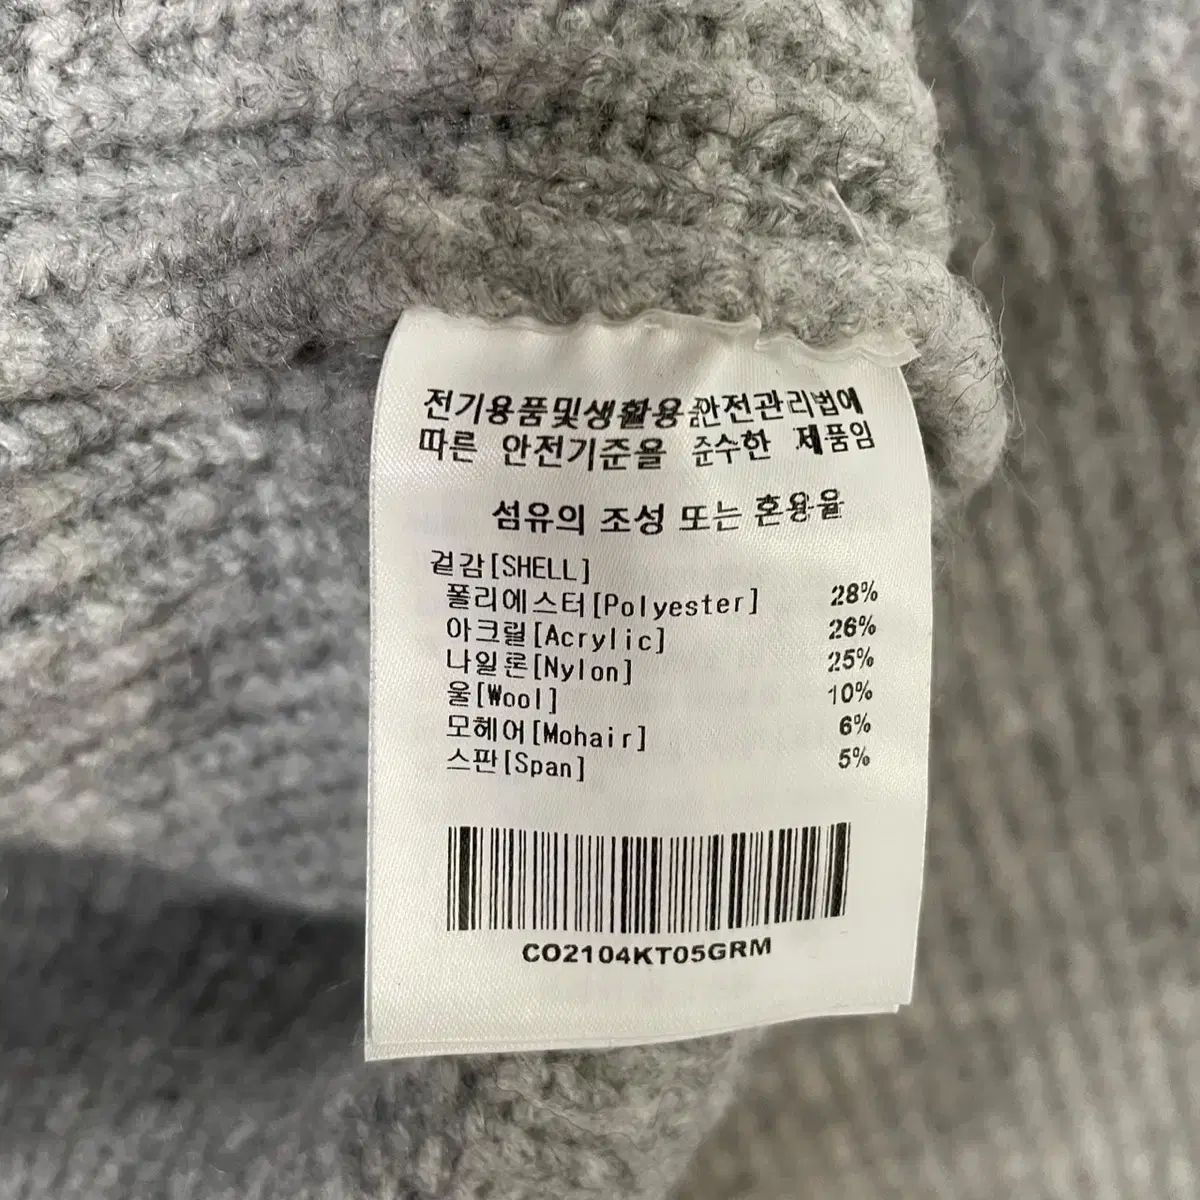 전기용품및생활용품안전관리법에
따른 안전기준을 준수한 제품임
섬유의 조성 또는 혼용율
겉감[SHELL]
폴리에스터[Polyester] 28%
아크릴[Acrylic] 26%
나일론[Nylon] 25%
울[Wool] 10%
모헤어[Mohair] 6%
스판[Span] 5%
CO2104KT05GRM